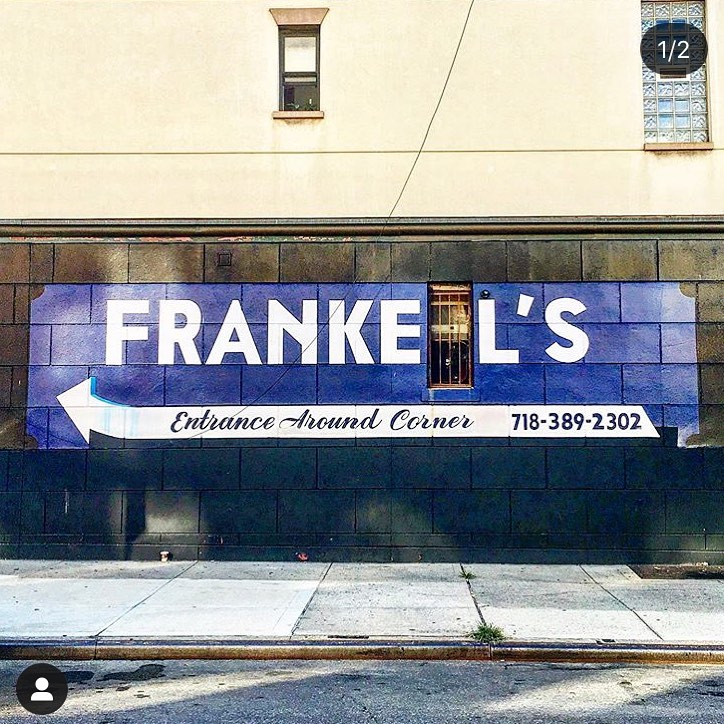 1/2
FRANKEL'S
Entrance Around Corner 718-389-2302